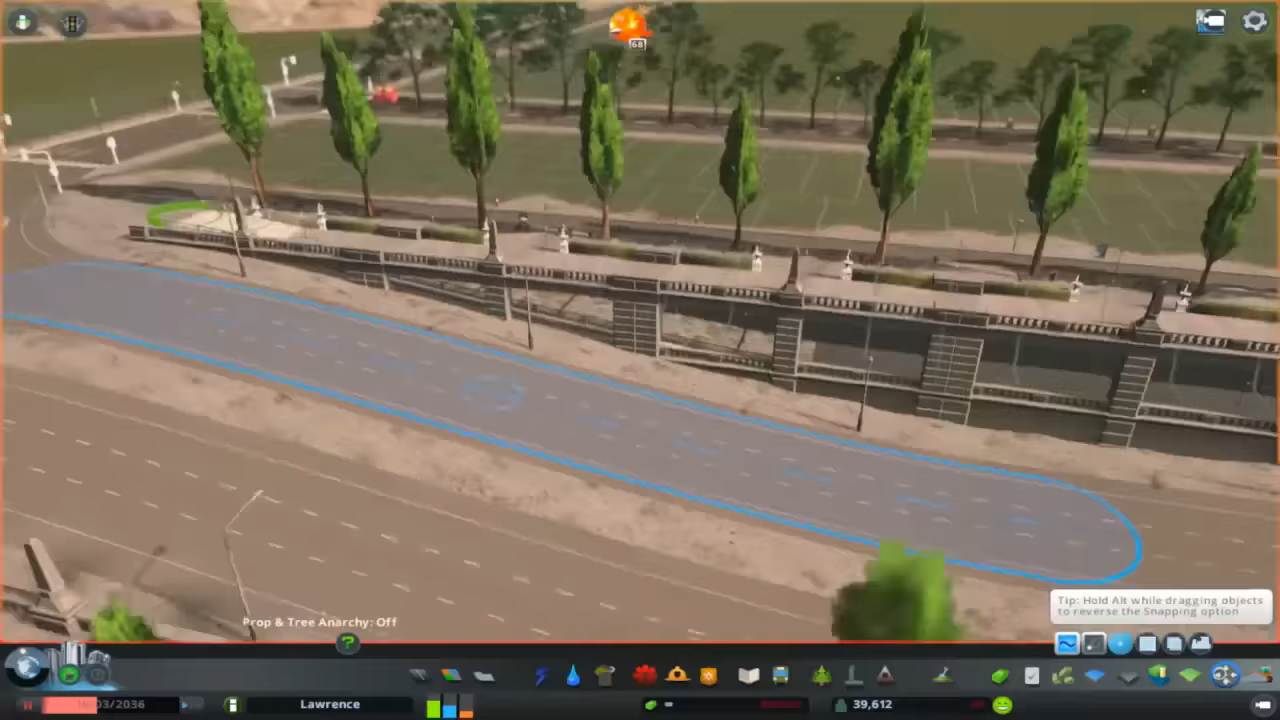 68
Tip: Hold Alt while dragging objects
to reverse the Snapping option
Prop & Tree Anarchy: Off
?
03/2036
Lawrence
39,612